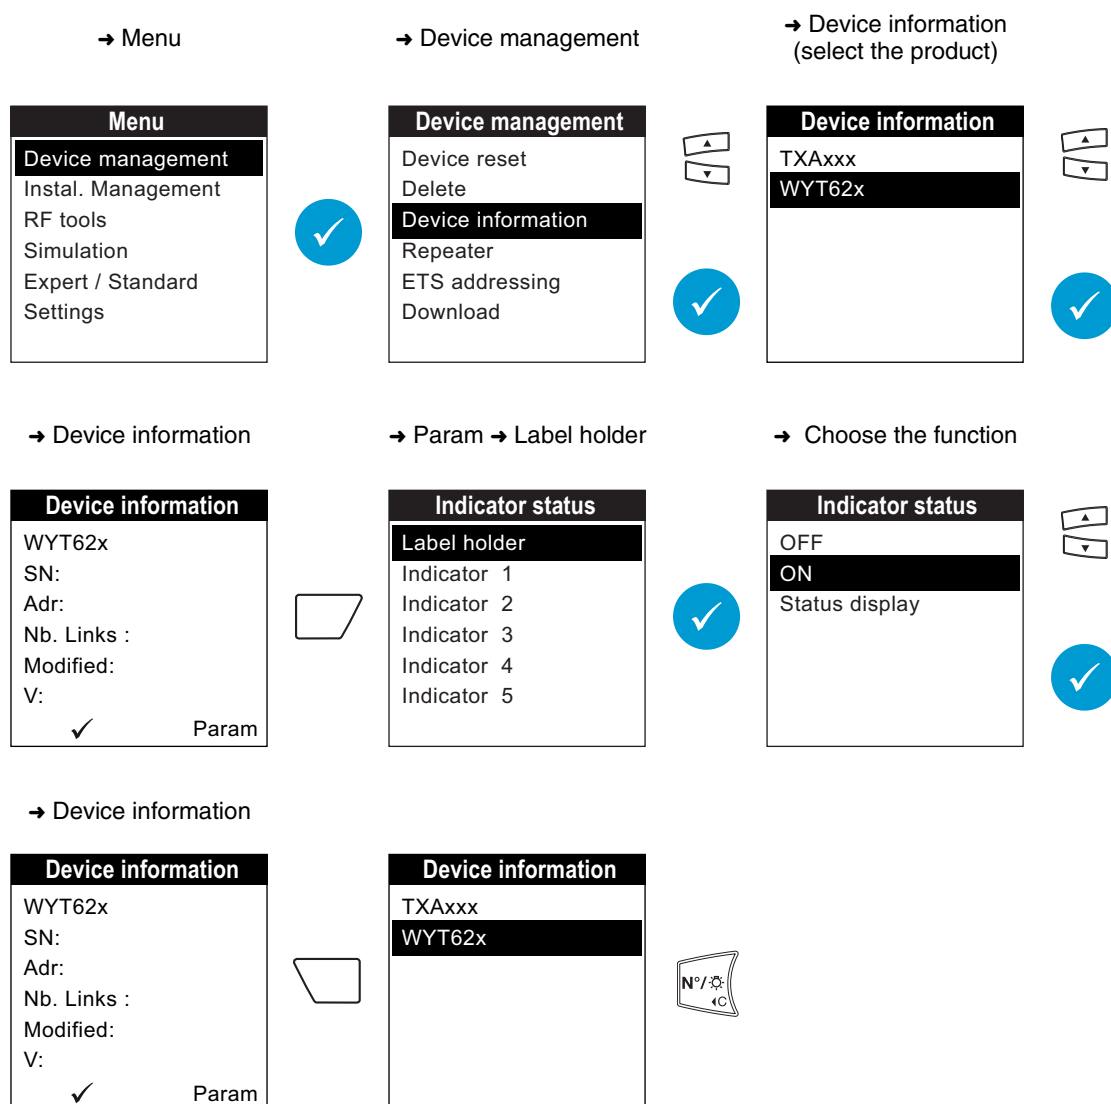 ➜ Menu
➜ Device management
➜ Device information
(select the product)
Menu
Device management
Instal. Management
RF tools
Simulation
Expert / Standard
Settings
Device management
Device reset
Delete
Device information
Repeater
ETS addressing
Download
Device information
TXAxxx
WYT62x
➜ Device information
➜ Param ➜ Label holder
➜ Choose the function
Device information
WYT62x
SN:
Adr:
Nb. Links :
Modified:
V:
✓ Param
Indicator status
Label holder
Indicator 1
Indicator 2
Indicator 3
Indicator 4
Indicator 5
Indicator status
OFF
ON
Status display
➜ Device information
Device information
WYT62x
SN:
Adr:
Nb. Links :
Modified:
V:
✓ Param
Device information
TXAxxx
WYT62x
N°/
C